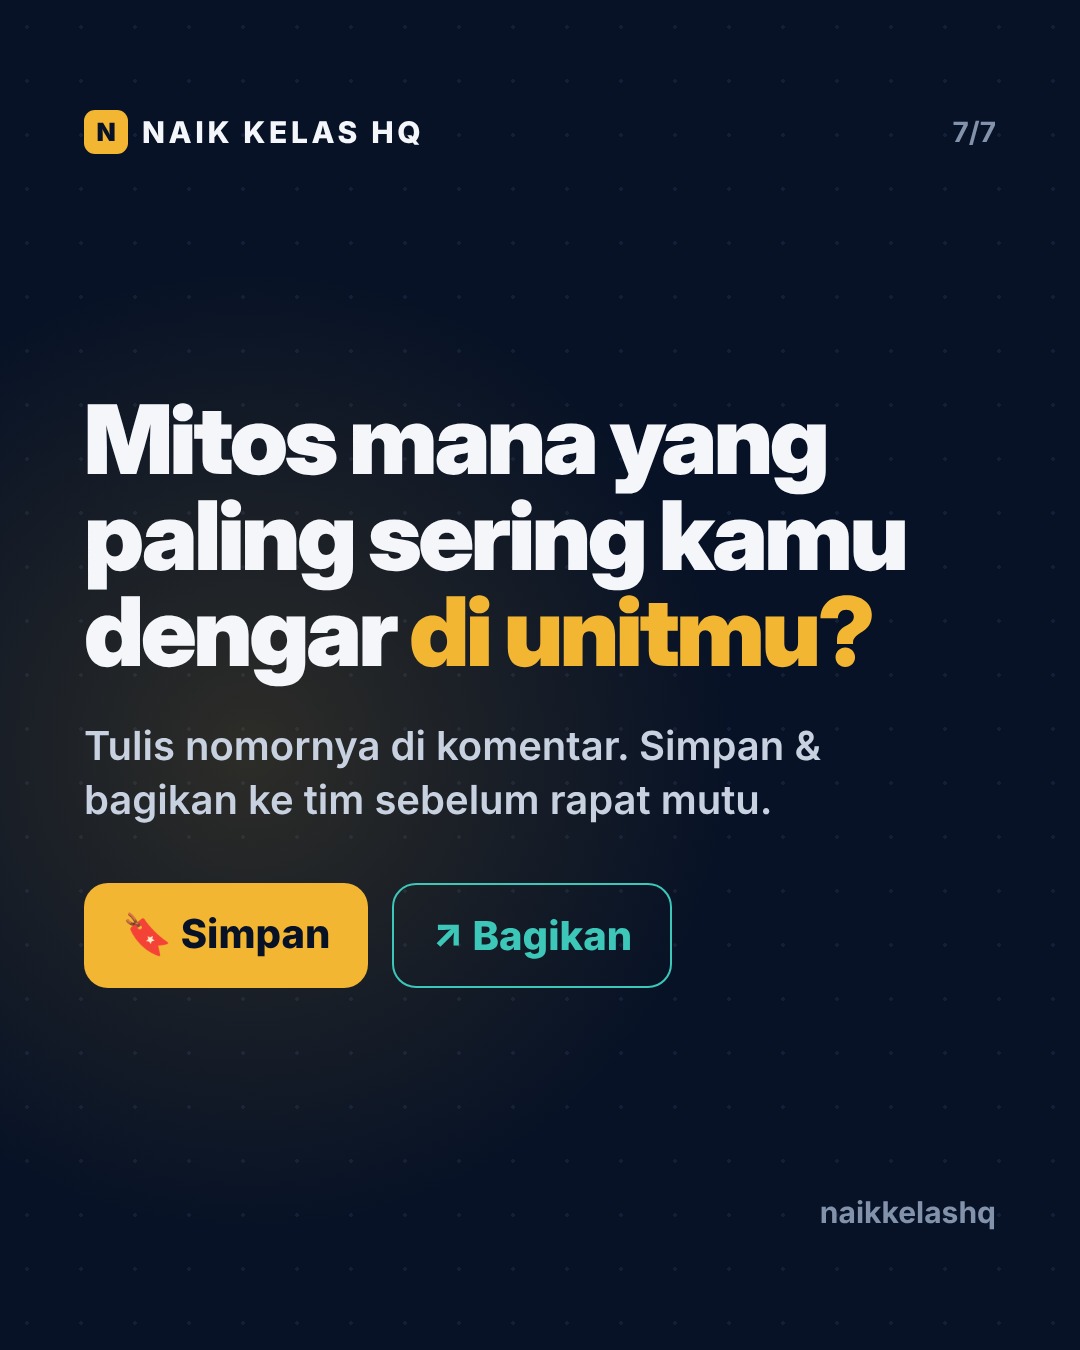 N NAIK KELAS HQ
7/7
Mitos mana yang
paling sering kamu
dengar di unitmu?
Tulis nomornya di komentar. Simpan &
bagikan ke tim sebelum rapat mutu.
🔖 Simpan
↗ Bagikan
naikkelashq